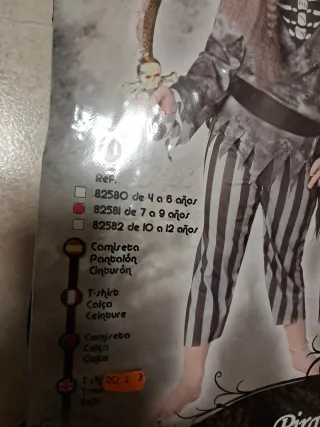 Ref.
82580 de 4 a 6 años
82581 de 7 a 9 años
82582 de 10 a 12 años
Camiseta
Pantalón
Cinturón
T-shirt
Calça
Ceinture
Camiseta
Calça
Cinto